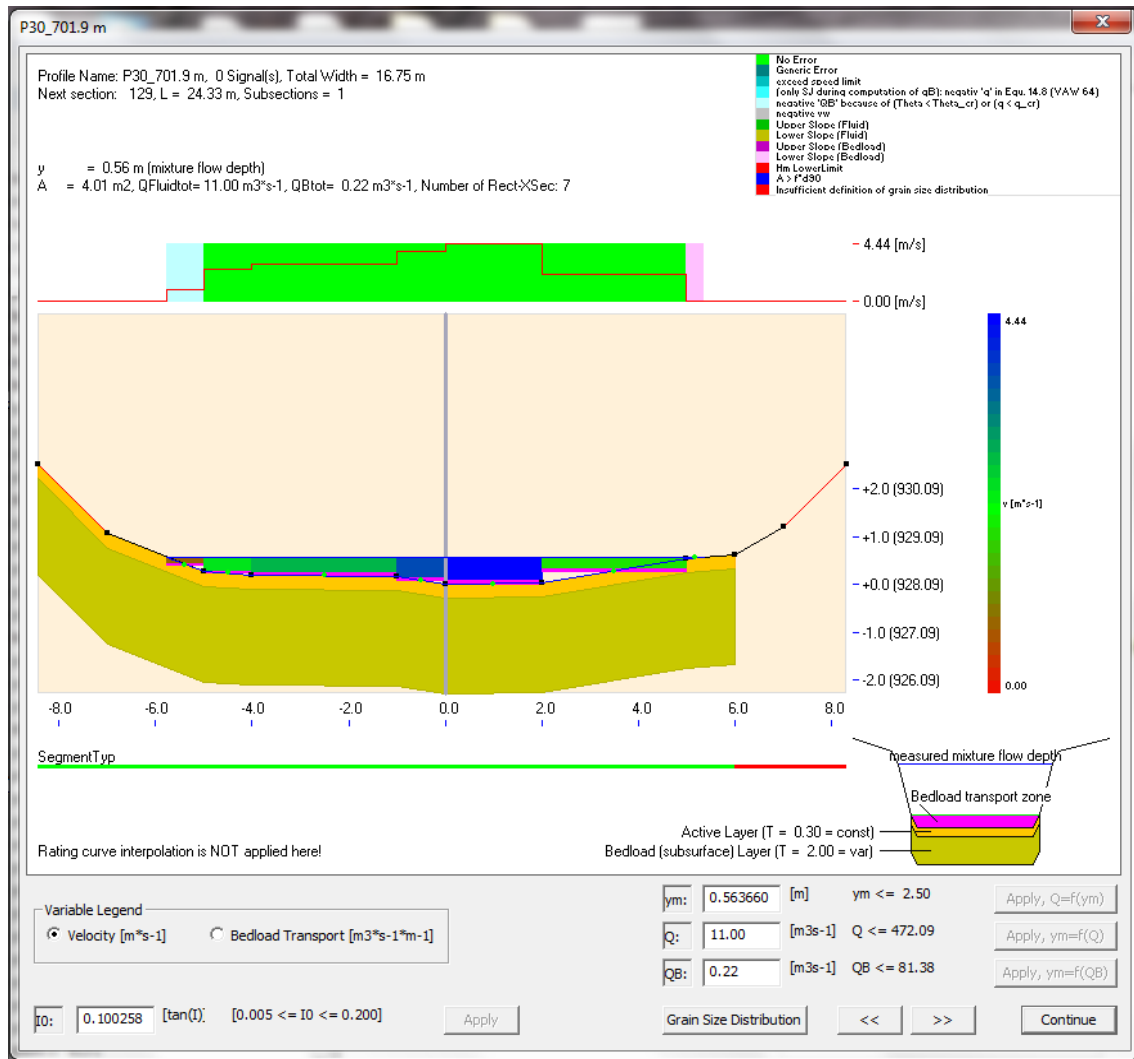 P30_701.9 m
Profile Name: P30_701.9 m, 0 Signal(s), Total Width = 16.75 m
Next section: 129, L = 24.33 m, Subsections = 1
y = 0.56 m (mixture flow depth)
A = 4.01 m2, QFluidtot= 11.00 m3*s-1, QBtot= 0.22 m3*s-1, Number of Rect-XSec: 7
No Error
Generic Error
exceed speed limit
(only SJ during computation of qB): negativ 'q' in Equ. 14.8 (VAW 64)
negative 'QB' because of (Theta < Theta_cr) or (q < q_cr)
negative vw
Upper Slope (Fluid)
Lower Slope (Fluid)
Upper Slope (Bedload)
Lower Slope (Bedload)
Hm LowerLimit
A > f*d90
Insufficient definition of grain size distribution
4.44 [m/s]
0.00 [m/s]
4.44
v [m*s-1]
0.00
+2.0 (930.09)
+1.0 (929.09)
+0.0 (928.09)
-1.0 (927.09)
-2.0 (926.09)
-8.0 -6.0 -4.0 -2.0 0.0 2.0 4.0 6.0 8.0
SegmentTyp
measured mixture flow depth
Bedload transport zone
Active Layer (T = 0.30 = const)
Bedload (subsurface) Layer (T = 2.00 = var)
Rating curve interpolation is NOT applied here!
Variable Legend
Velocity [m*s-1] Bedload Transport [m3*s-1*m-1]
ym: 0.563660 [m] ym <= 2.50 Apply, Q=f(ym)
Q: 11.00 [m3s-1] Q <= 472.09 Apply, ym=f(Q)
QB: 0.22 [m3s-1] QB <= 81.38 Apply, ym=f(QB)
I0: 0.100258 [tan(I)] [0.005 <= I0 <= 0.200] Apply Grain Size Distribution << >> Continue